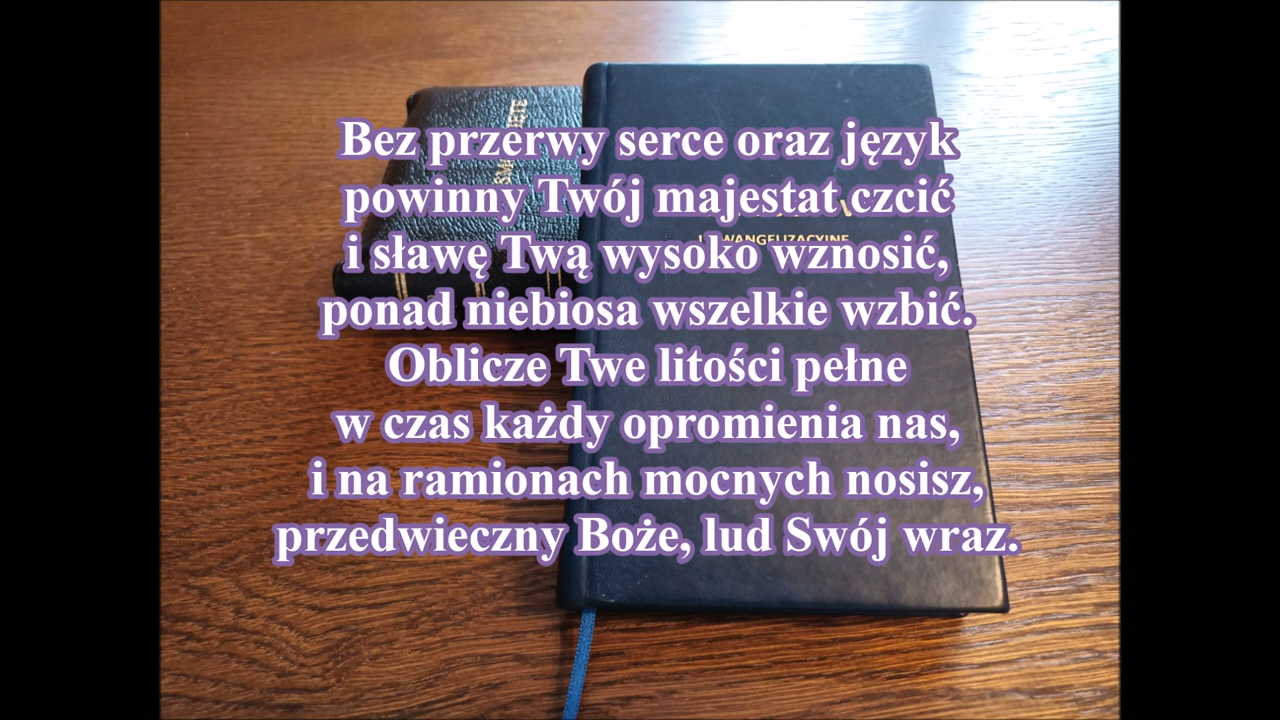 Bez przerwy serce oraz język
powinny Twój majestat czcić
i sławę Twą wysoko wznosić,
ponad niebiosa wszelkie wzbić.
Oblicze Twe litości pełne
w czas każdy opromienia nas,
i na ramionach mocnych nosisz,
przedwieczny Boże, lud Swój wraz.